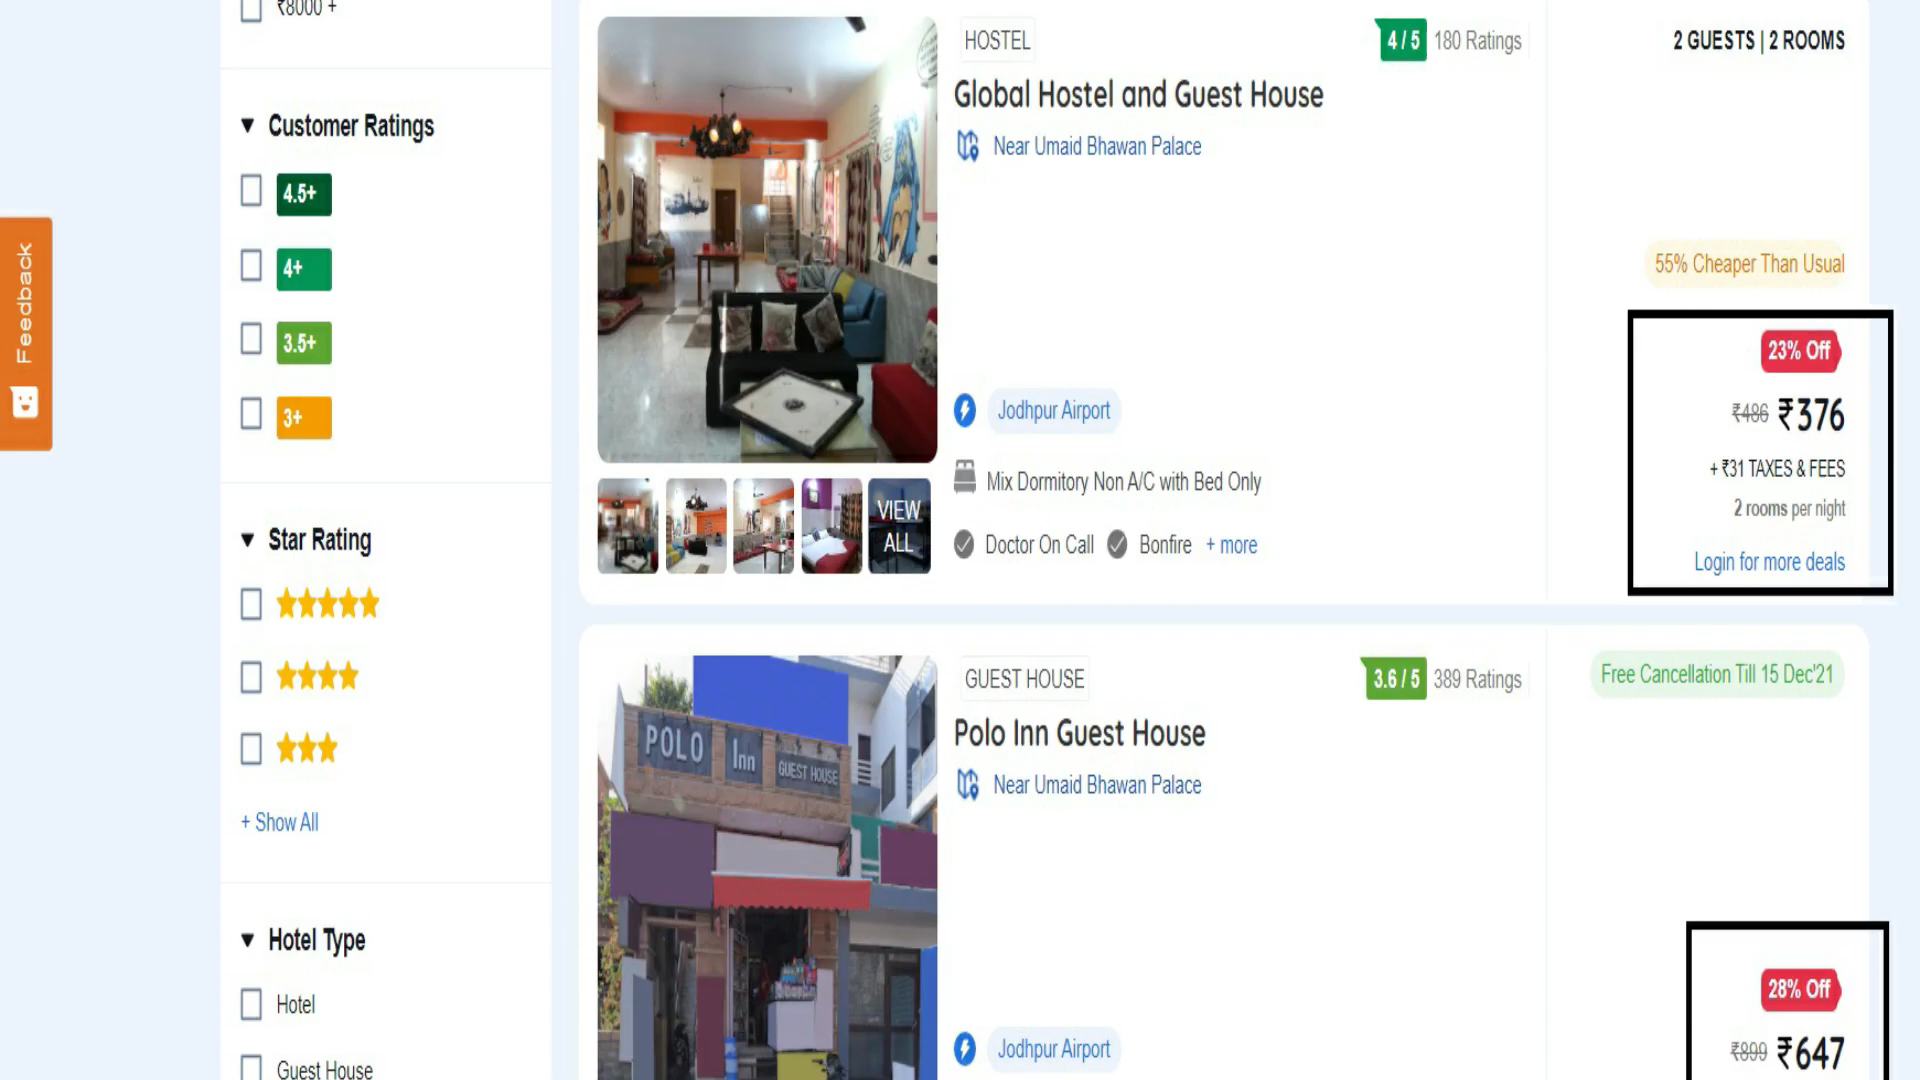 ₹8000 +
Customer Ratings
4.5+
4+
3.5+
3+
Star Rating
+ Show All
Hotel Type
Hotel
Guest House
Feedback
HOSTEL
4 / 5 180 Ratings
2 GUESTS | 2 ROOMS
Global Hostel and Guest House
Near Umaid Bhawan Palace
55% Cheaper Than Usual
23% Off
₹486 ₹376
+ ₹31 TAXES & FEES
2 rooms per night
Login for more deals
Jodhpur Airport
Mix Dormitory Non A/C with Bed Only
Doctor On Call Bonfire + more
VIEW
ALL
GUEST HOUSE
3.6 / 5 389 Ratings
Free Cancellation Till 15 Dec'21
Polo Inn Guest House
Near Umaid Bhawan Palace
POLO Inn GUEST HOUSE
Jodhpur Airport
28% Off
₹899 ₹647